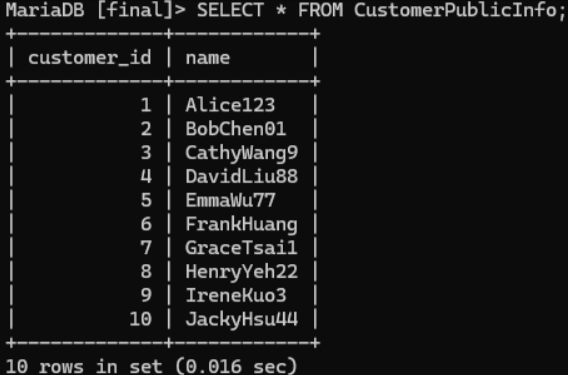 MariaDB [final]> SELECT * FROM CustomerPublicInfo;
+-------------+------------+
| customer_id | name       |
+-------------+------------+
|           1 | Alice123   |
|           2 | BobChen01  |
|           3 | CathyWang9 |
|           4 | DavidLiu88 |
|           5 | EmmaWu77   |
|           6 | FrankHuang |
|           7 | GraceTsai1 |
|           8 | HenryYeh22 |
|           9 | IreneKuo3  |
|          10 | JackyHsu44 |
+-------------+------------+
10 rows in set (0.016 sec)